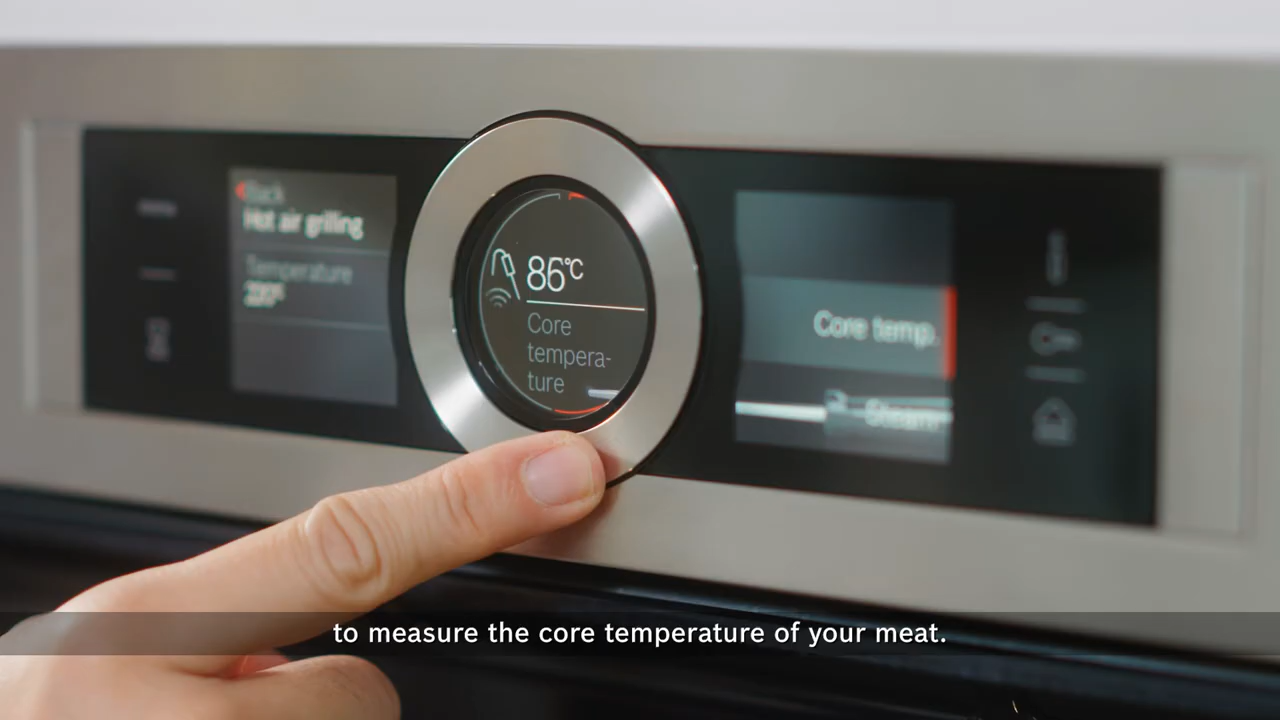 Back
Hot air grilling
Temperature
86°C
Core
tempera-
ture
Core temp.
Steam
to measure the core temperature of your meat.